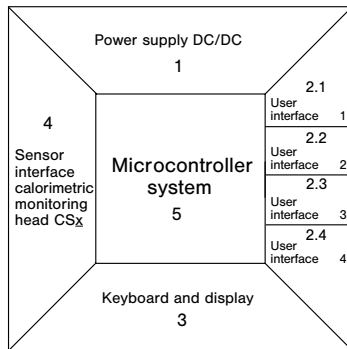 Power supply DC/DC
1
2.1
User
interface 1
2.2
User
interface 2
2.3
User
interface 3
2.4
User
interface 4
4
Sensor
interface
calorimetric
monitoring
head CSx
Microcontroller
system
5
Keyboard and display
3